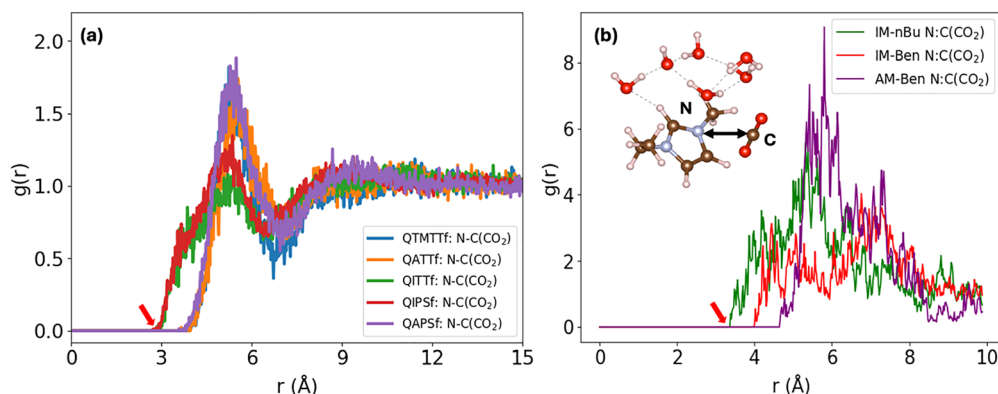 (a)
2.0
1.5
1.0
0.5
0.0
g(r)
0
3
6
9
12
15
r (Å)
QTMTTf: N-C(CO₂)
QATTf: N-C(CO₂)
QITTf: N-C(CO₂)
QIPSf: N-C(CO₂)
QAPSf: N-C(CO₂)
(b)
8
6
4
2
0
g(r)
0
2
4
6
8
10
r (Å)
IM-nBu N:C(CO₂)
IM-Ben N:C(CO₂)
AM-Ben N:C(CO₂)
N
C